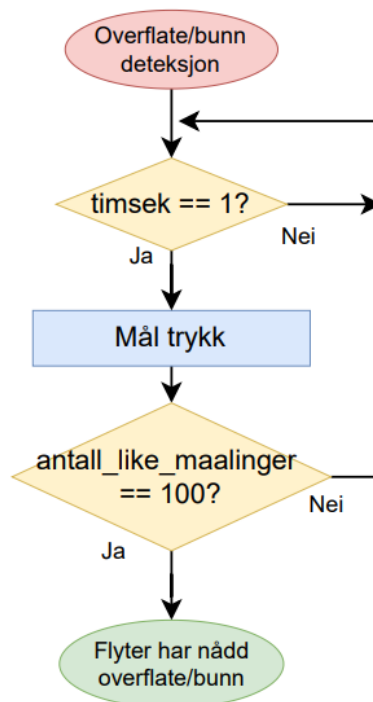 Overflate/bunn
deteksjon
timsek == 1?
Nei
Ja
Mål trykk
antall_like_maalinger
== 100?
Nei
Ja
Flyter har nådd
overflate/bunn